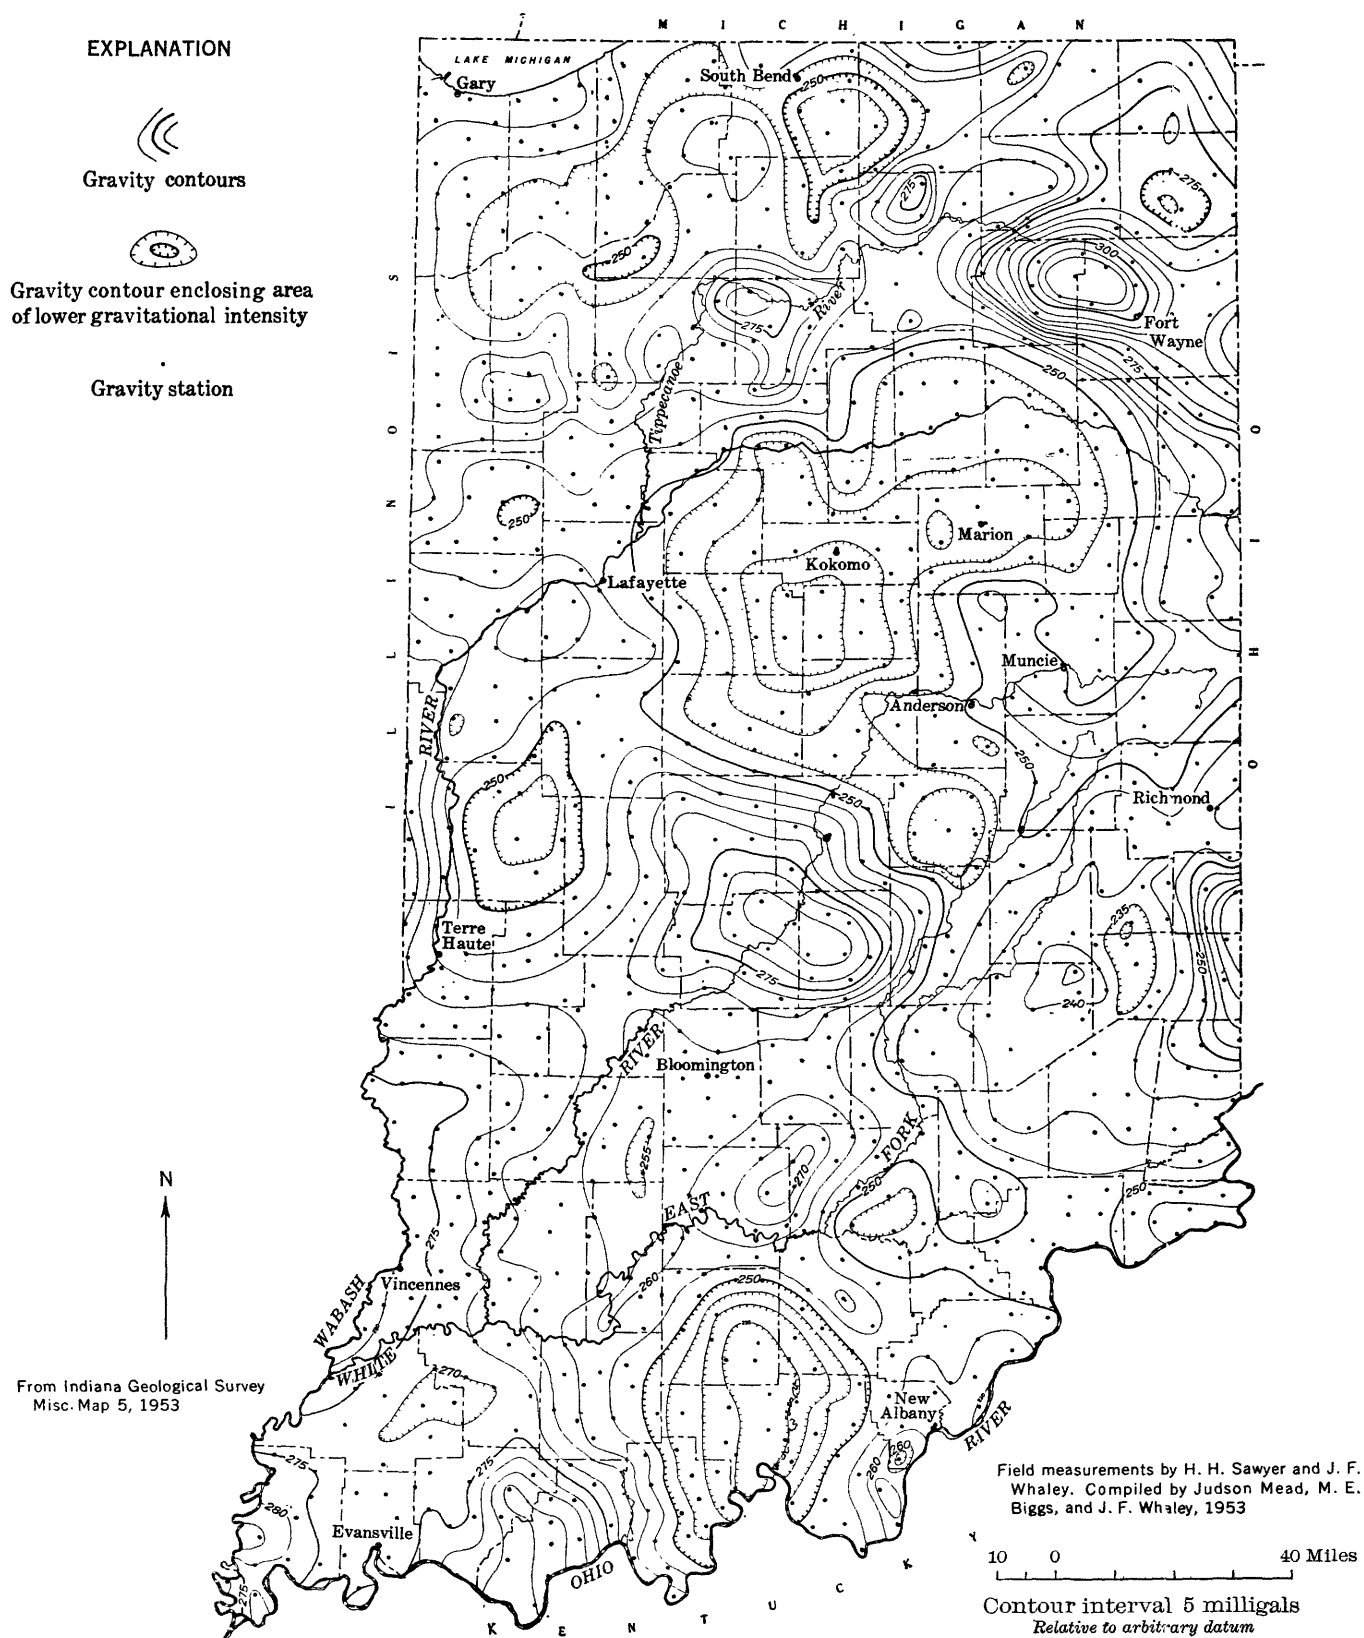 M I C H I G A N
EXPLANATION
LAKE MICHIGAN
Gary
South Bend
250
Gravity contours
275
275
Gravity contour enclosing area
of lower gravitational intensity
250
300
River
275
Fort
Wayne
Gravity station
Tippecanoe
250
275
250
Marion
Kokomo
Lafayette
Muncie
Anderson
RIVER
250
250
250
Richmond
235
Terre
Haute
250
275
240
RIVER
Bloomington
FORK
255
270
250
250
EAST
N
275
260
250
WABASH
Vincennes
WHITE
270
From Indiana Geological Survey
Misc. Map 5, 1953
New
Albany
RIVER
260
260
275
275
280
Evansville
275
OHIO
Field measurements by H. H. Sawyer and J. F.
Whaley. Compiled by Judson Mead, M. E.
Biggs, and J. F. Whaley, 1953
10 0 40 Miles
Contour interval 5 milligals
Relative to arbitrary datum
I L L I N O I S
O H I O
K E N T U C K Y